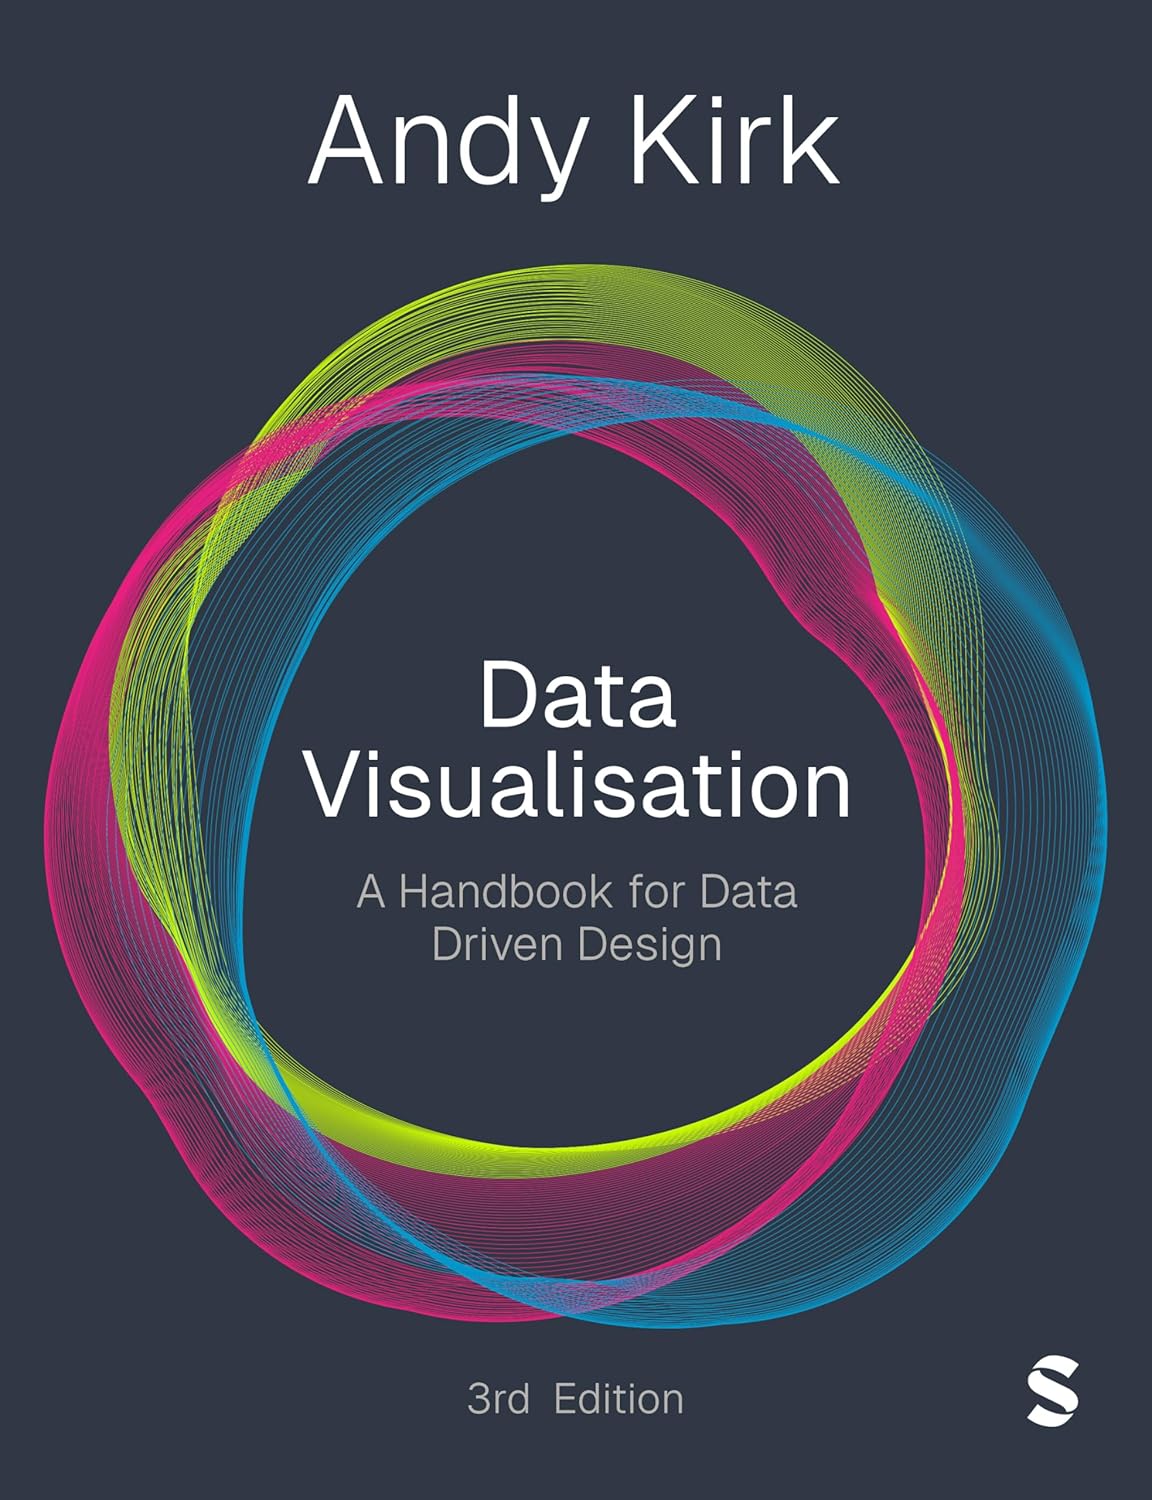 Andy Kirk
Data
Visualisation
A Handbook for Data
Driven Design
3rd Edition
S